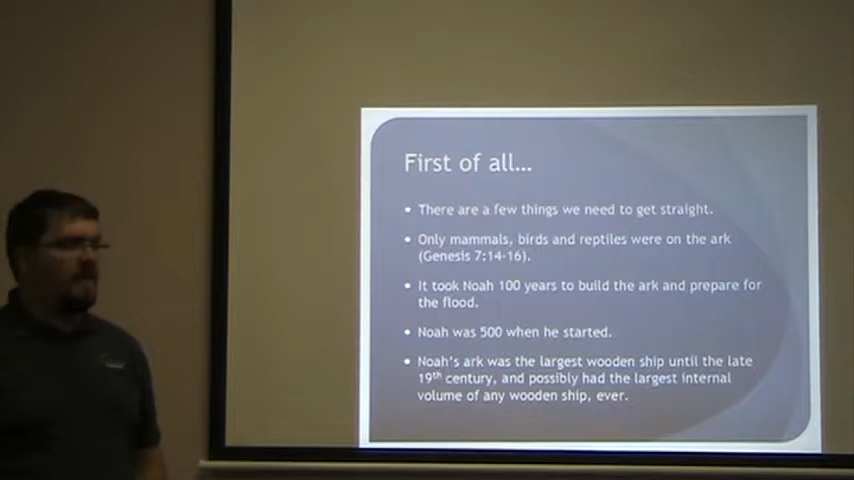 First of all…
• There are a few things we need to get straight.
• Only mammals, birds and reptiles were on the ark
(Genesis 7:14-16).
• It took Noah 100 years to build the ark and prepare for
the flood.
• Noah was 500 when he started.
• Noah's ark was the largest wooden ship until the late
19th century, and possibly had the largest internal
volume of any wooden ship, ever.